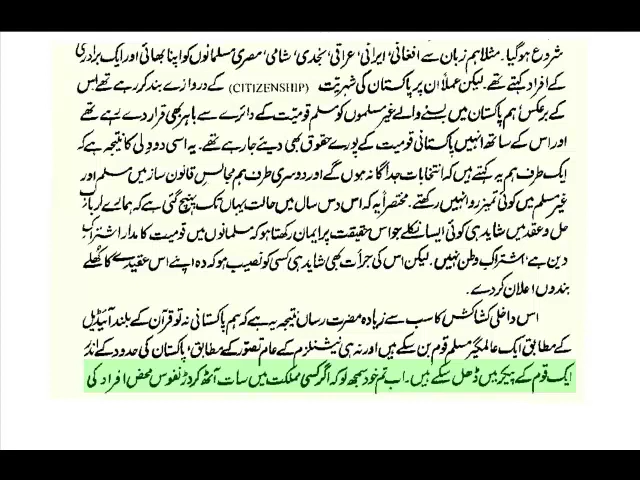 شروع ہوگیا۔ مثلاً ہم زبان سے افغانی، ایرانی، عراقی، نجدی، شامی، مصری مسلمانوں کو اپنا بھائی اور ایک برادری
کے افراد کہتے تھے۔ لیکن عملاً ان پر پاکستان کی شہریت (CITIZENSHIP) کے دروازے بند کر رہے تھے اس
کے برعکس ہم پاکستان میں بسنے والے غیر مسلموں کو مسلم قومیت کے دائرے سے باہر بھی قرار دے رہے تھے
اور اس کے ساتھ انہیں پاکستانی قومیت کے پورے حقوق بھی دیئے جا رہے تھے۔ یہ اسی دو دلی کا نتیجہ ہے کہ
ایک طرف ہم یہ کہتے ہیں کہ انتخابات جداگانہ ہوں گے اور دوسری طرف ہم مجالس قانون ساز میں مسلم اور
غیر مسلم میں کوئی تمیز روا نہیں رکھتے۔ مختصراً یہ کہ اس دس سال میں حالت یہاں تک پہنچ گئی ہے کہ ہمارے ارباب
حل و عقد میں شاید ہی کوئی ایسا نکلے جو اس حقیقت پر ایمان رکھتا ہو کہ مسلمانوں میں قومیت کا مدار اشتراک
دین ہے، اشتراک وطن نہیں۔ لیکن اس کی جرأت بھی شاید ہی کسی کو نصیب ہو کہ وہ اپنے اس عقیدے کا کھلے
بندوں اعلان کر دے۔
اس داخلی کشاکش کا سب سے زیادہ مضرت رساں نتیجہ یہ ہے کہ ہم پاکستانی نہ تو قرآن کے بلند آئیڈیل
کے مطابق ایک عالمگیر مسلم قوم بن سکے ہیں اور نہ ہی نیشنلزم کے عام تصور کے مطابق، پاکستان کی حدود کے اندر
ایک قوم کے پیکر میں ڈھل سکے ہیں۔ اب تم خود سمجھ لو کہ اگر کسی مملکت میں سات آٹھ کروڑ نفوس محض افراد کی